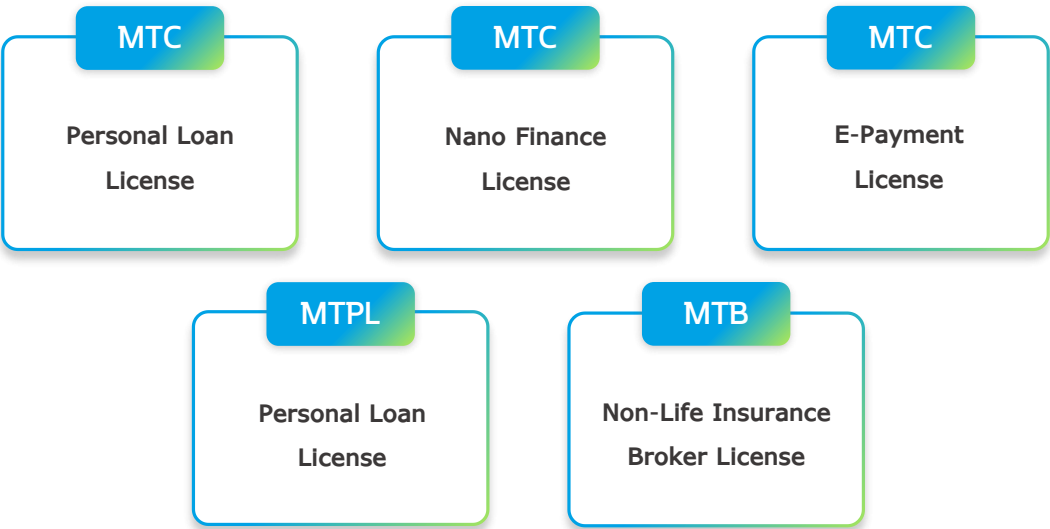 MTC
Personal Loan
License
MTC
Nano Finance
License
MTC
E-Payment
License
MTPL
Personal Loan
License
MTB
Non-Life Insurance
Broker License